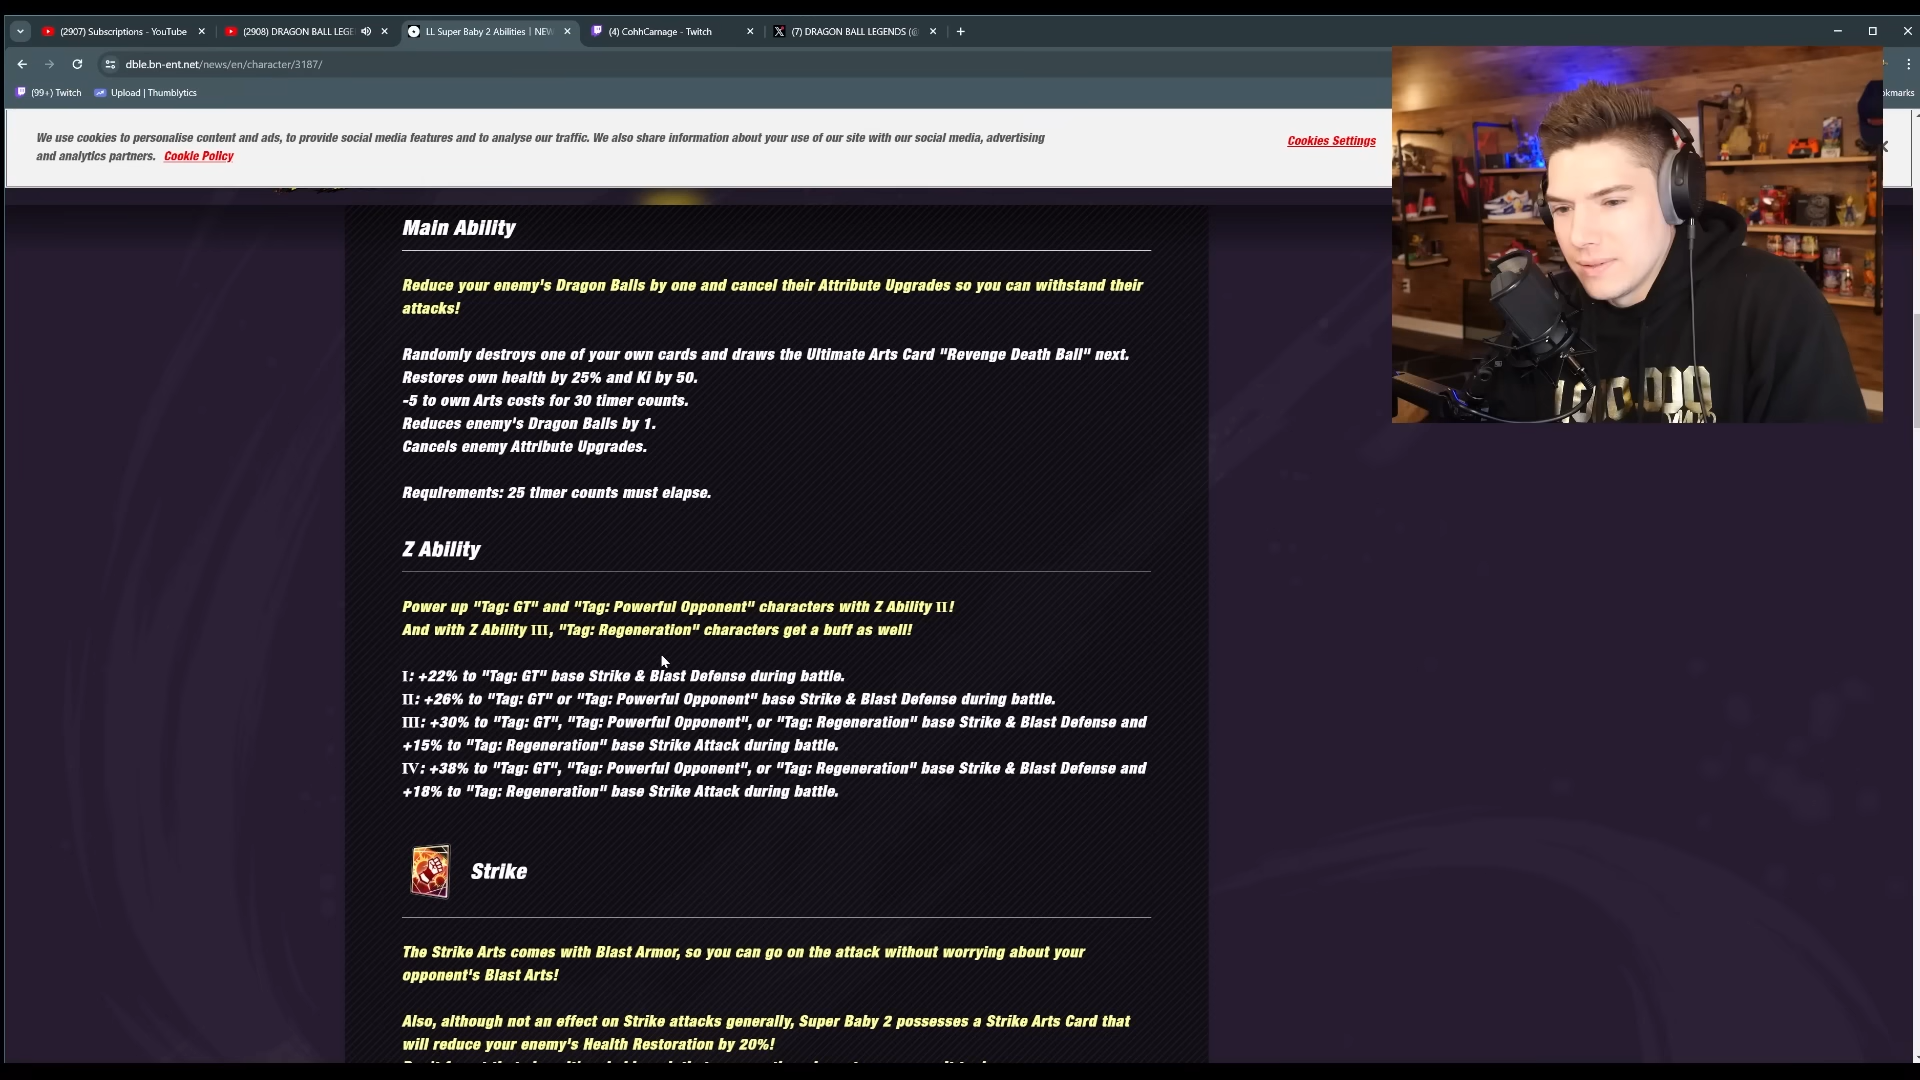 (2907) Subscriptions - YouTube
(2908) DRAGON BALL LEGE
LL Super Baby 2 Abilities | NEW
(4) CohhCarnage - Twitch
(7) DRAGON BALL LEGENDS (@
dble.bn-ent.net/news/en/character/3187/
(99+) Twitch
Upload | Thumblytics
okmarks
We use cookies to personalise content and ads, to provide social media features and to analyse our traffic. We also share information about your use of our site with our social media, advertising
and analytics partners. Cookie Policy
Cookies Settings
Main Ability
Reduce your enemy's Dragon Balls by one and cancel their Attribute Upgrades so you can withstand their
attacks!
Randomly destroys one of your own cards and draws the Ultimate Arts Card "Revenge Death Ball" next.
Restores own health by 25% and Ki by 50.
-5 to own Arts costs for 30 timer counts.
Reduces enemy's Dragon Balls by 1.
Cancels enemy Attribute Upgrades.
Requirements: 25 timer counts must elapse.
Z Ability
Power up "Tag: GT" and "Tag: Powerful Opponent" characters with Z Ability II!
And with Z Ability III, "Tag: Regeneration" characters get a buff as well!
I: +22% to "Tag: GT" base Strike & Blast Defense during battle.
II: +26% to "Tag: GT" or "Tag: Powerful Opponent" base Strike & Blast Defense during battle.
III: +30% to "Tag: GT", "Tag: Powerful Opponent", or "Tag: Regeneration" base Strike & Blast Defense and
+15% to "Tag: Regeneration" base Strike Attack during battle.
IV: +38% to "Tag: GT", "Tag: Powerful Opponent", or "Tag: Regeneration" base Strike & Blast Defense and
+18% to "Tag: Regeneration" base Strike Attack during battle.
Strike
The Strike Arts comes with Blast Armor, so you can go on the attack without worrying about your
opponent's Blast Arts!
Also, although not an effect on Strike attacks generally, Super Baby 2 possesses a Strike Arts Card that
will reduce your enemy's Health Restoration by 20%!